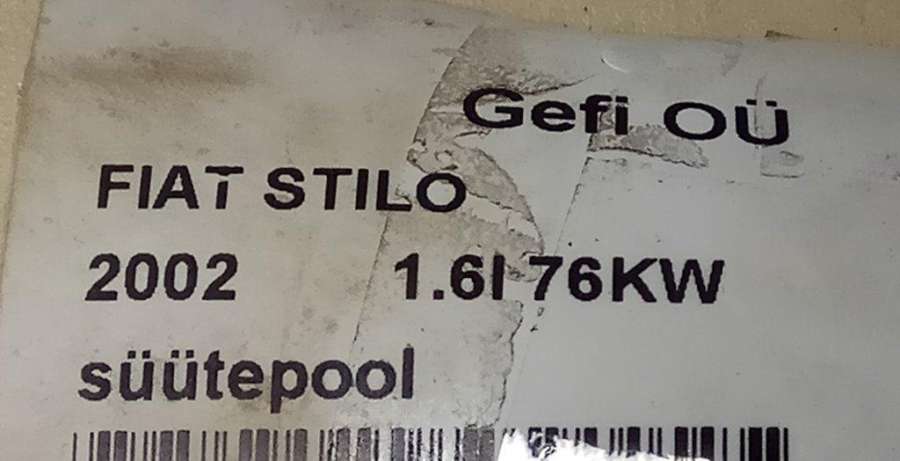 Gefi OÜ
FIAT STILO
2002 1.6l 76KW
süütepool